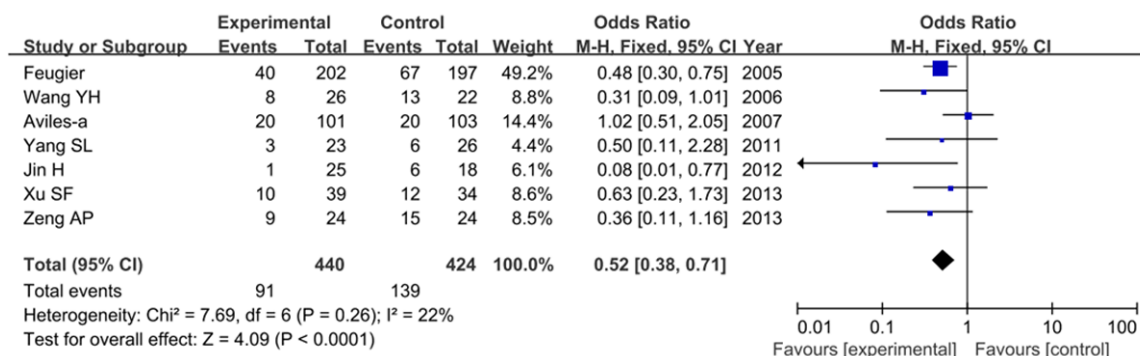 Experimental Control Odds Ratio Odds Ratio
Study or Subgroup Events Total Events Total Weight M-H, Fixed, 95% CI Year M-H, Fixed, 95% CI
Feugier 40 202 67 197 49.2% 0.48 [0.30, 0.75] 2005
Wang YH 8 26 13 22 8.8% 0.31 [0.09, 1.01] 2006
Aviles-a 20 101 20 103 14.4% 1.02 [0.51, 2.05] 2007
Yang SL 3 23 6 26 4.4% 0.50 [0.11, 2.28] 2011
Jin H 1 25 6 18 6.1% 0.08 [0.01, 0.77] 2012
Xu SF 10 39 12 34 8.6% 0.63 [0.23, 1.73] 2013
Zeng AP 9 24 15 24 8.5% 0.36 [0.11, 1.16] 2013
Total (95% CI) 440 424 100.0% 0.52 [0.38, 0.71]
Total events 91 139
Heterogeneity: Chi² = 7.69, df = 6 (P = 0.26); I² = 22%
Test for overall effect: Z = 4.09 (P < 0.0001)
0.01 0.1 1 10 100
Favours [experimental] Favours [control]